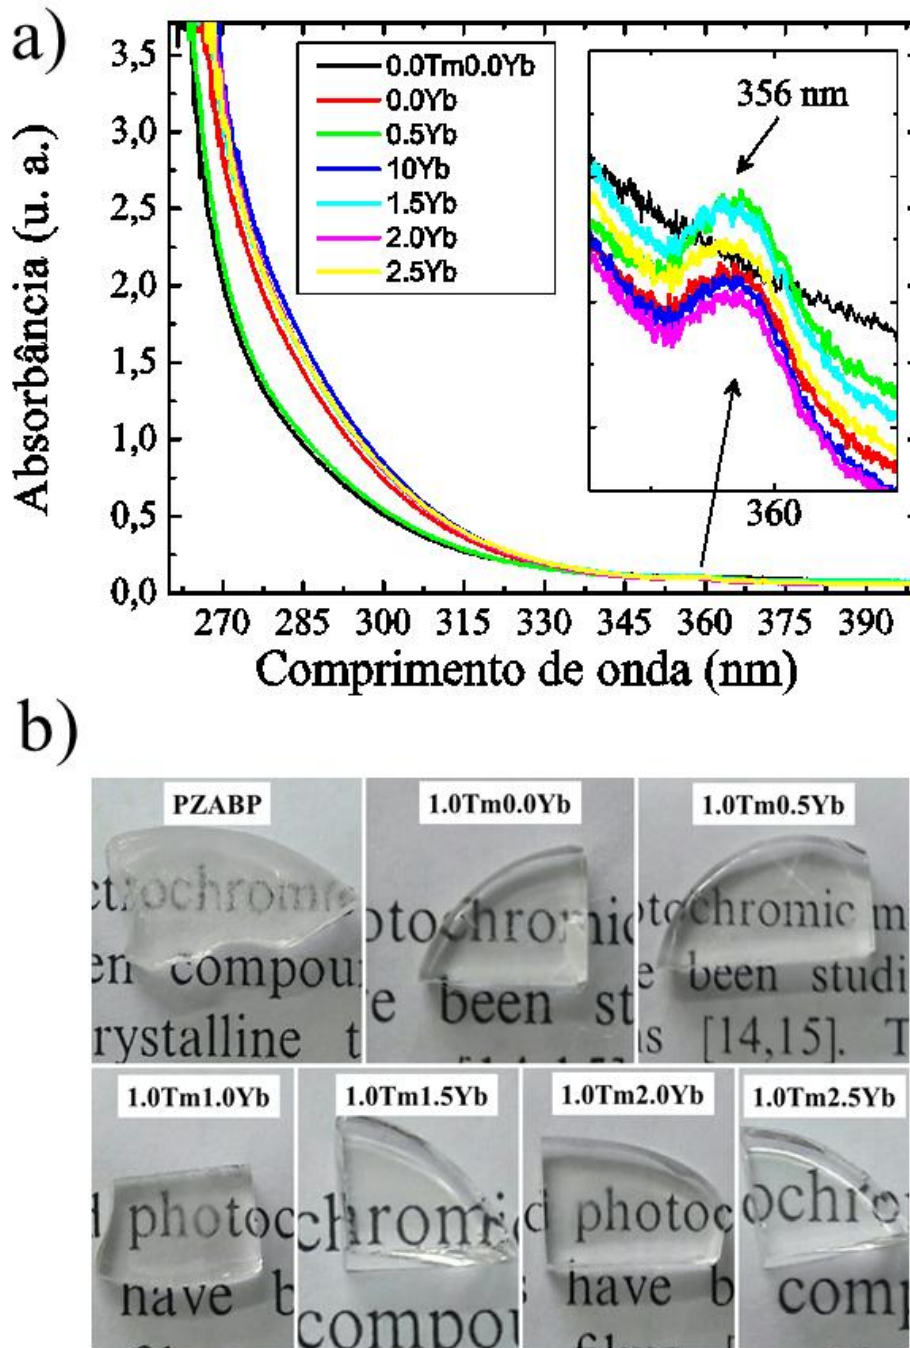 a)
Absorbância (u. a.)
3,5
3,0
2,5
2,0
1,5
1,0
0,5
0,0
0.0Tm0.0Yb
0.0Yb
0.5Yb
10Yb
1.5Yb
2.0Yb
2.5Yb
356 nm
360
270 285 300 315 330 345 360 375 390
Comprimento de onda (nm)
b)
PZABP
ctrochromi
en compou
rystalline t
1.0Tm0.0Yb
otochromic
e been st
1.0Tm0.5Yb
otochromic m
e been studi
ns [14,15]. T
1.0Tm1.0Yb
d photoc
have b
1.0Tm1.5Yb
chromic
compou
1.0Tm2.0Yb
d photoc
s have b
1.0Tm2.5Yb
ochro
comp